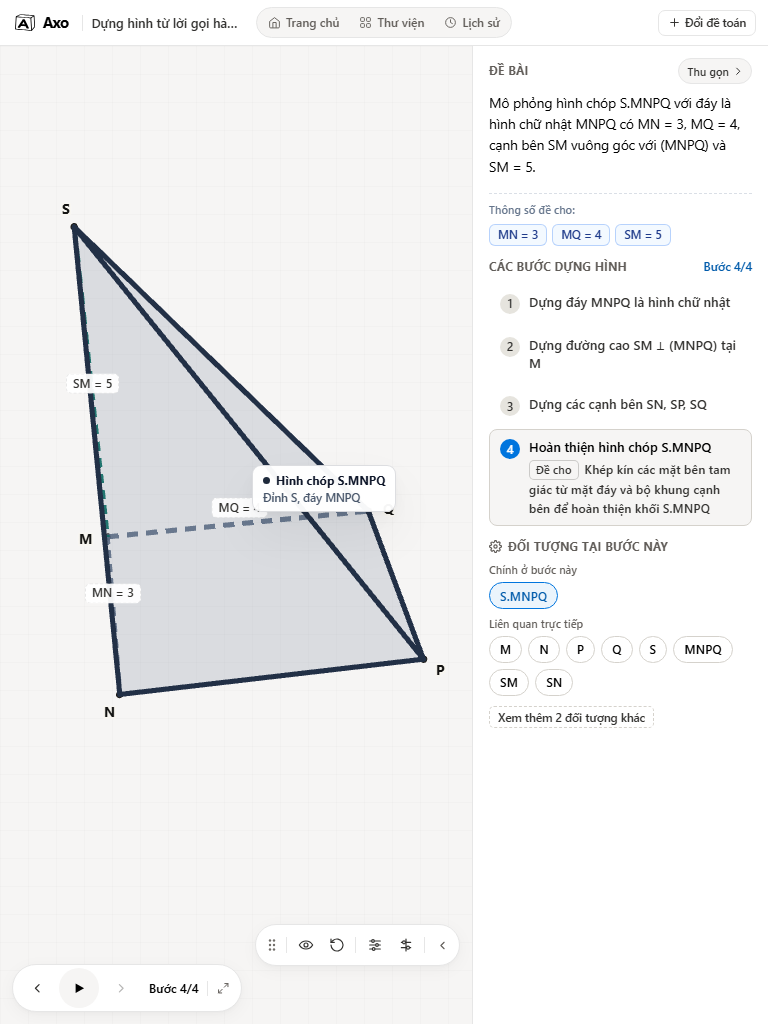 Axo
Dựng hình từ lời gọi hà...
Trang chủ
Thư viện
Lịch sử
Đổi đề toán
S
SM = 5
Hình chóp S.MNPQ
Đỉnh S, đáy MNPQ
MQ =
Q
M
MN = 3
P
N
Bước 4/4
ĐỀ BÀI
Thu gọn
Mô phỏng hình chóp S.MNPQ với đáy là
hình chữ nhật MNPQ có MN = 3, MQ = 4,
cạnh bên SM vuông góc với (MNPQ) và
SM = 5.
Thông số đề cho:
MN = 3
MQ = 4
SM = 5
CÁC BƯỚC DỰNG HÌNH
Bước 4/4
1 Dựng đáy MNPQ là hình chữ nhật
2 Dựng đường cao SM ⊥ (MNPQ) tại
M
3 Dựng các cạnh bên SN, SP, SQ
4 Hoàn thiện hình chóp S.MNPQ
Đề cho Khép kín các mặt bên tam
giác từ mặt đáy và bộ khung cạnh
bên để hoàn thiện khối S.MNPQ
ĐỐI TƯỢNG TẠI BƯỚC NÀY
Chính ở bước này
S.MNPQ
Liên quan trực tiếp
M N P Q S MNPQ
SM SN
Xem thêm 2 đối tượng khác